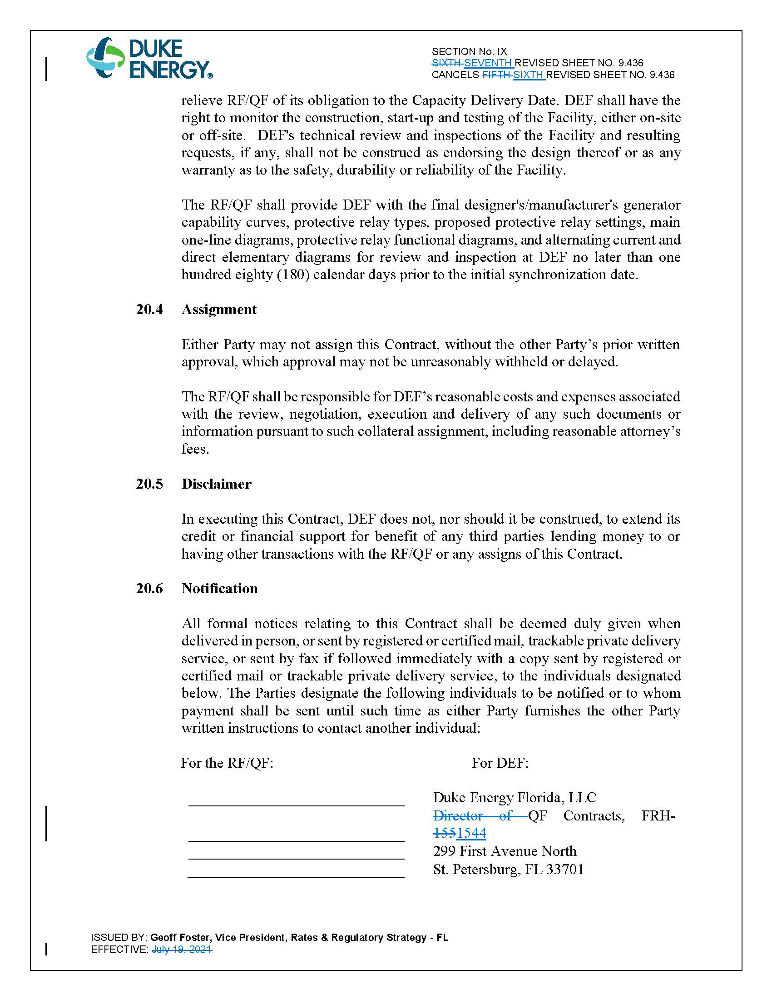 DUKE
ENERGY®
SECTION No. IX
SIXTH SEVENTH REVISED SHEET NO. 9.436
CANCELS FIFTH SIXTH REVISED SHEET NO. 9.436
relieve RF/QF of its obligation to the Capacity Delivery Date. DEF shall have the
right to monitor the construction, start-up and testing of the Facility, either on-site
or off-site. DEF's technical review and inspections of the Facility and resulting
requests, if any, shall not be construed as endorsing the design thereof or as any
warranty as to the safety, durability or reliability of the Facility.
The RF/QF shall provide DEF with the final designer's/manufacturer's generator
capability curves, protective relay types, proposed protective relay settings, main
one-line diagrams, protective relay functional diagrams, and alternating current and
direct elementary diagrams for review and inspection at DEF no later than one
hundred eighty (180) calendar days prior to the initial synchronization date.
20.4 Assignment
Either Party may not assign this Contract, without the other Party’s prior written
approval, which approval may not be unreasonably withheld or delayed.
The RF/QF shall be responsible for DEF’s reasonable costs and expenses associated
with the review, negotiation, execution and delivery of any such documents or
information pursuant to such collateral assignment, including reasonable attorney’s
fees.
20.5 Disclaimer
In executing this Contract, DEF does not, nor should it be construed, to extend its
credit or financial support for benefit of any third parties lending money to or
having other transactions with the RF/QF or any assigns of this Contract.
20.6 Notification
All formal notices relating to this Contract shall be deemed duly given when
delivered in person, or sent by registered or certified mail, trackable private delivery
service, or sent by fax if followed immediately with a copy sent by registered or
certified mail or trackable private delivery service, to the individuals designated
below. The Parties designate the following individuals to be notified or to whom
payment shall be sent until such time as either Party furnishes the other Party
written instructions to contact another individual:
For the RF/QF: For DEF:
Duke Energy Florida, LLC
Director of QF Contracts, FRH-
1551544
299 First Avenue North
St. Petersburg, FL 33701
ISSUED BY: Geoff Foster, Vice President, Rates & Regulatory Strategy - FL
EFFECTIVE: July 19, 2021